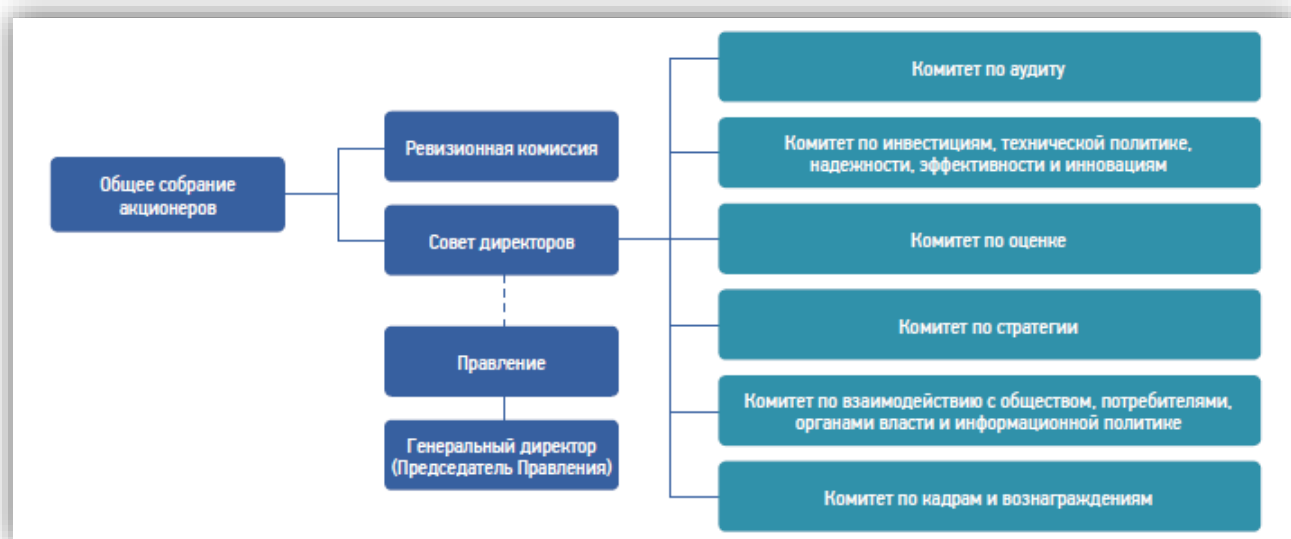 Общее собрание
акционеров
Ревизионная комиссия
Совет директоров
Правление
Генеральный директор
(Председатель Правления)
Комитет по аудиту
Комитет по инвестициям, технической политике,
надежности, эффективности и инновациям
Комитет по оценке
Комитет по стратегии
Комитет по взаимодействию с обществом, потребителями,
органами власти и информационной политике
Комитет по кадрам и вознаграждениям